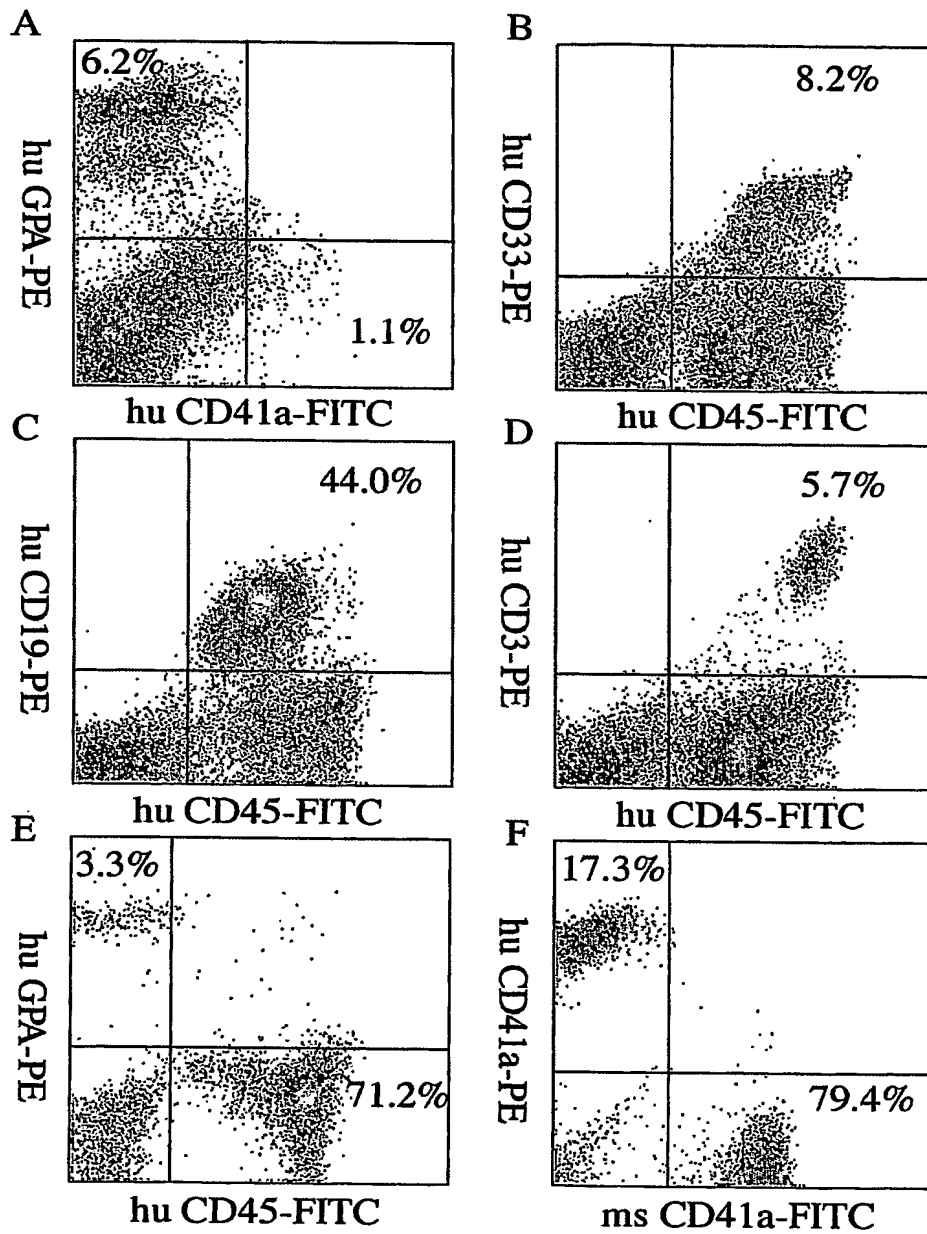 A
6.2%
hu GPA-PE
1.1%
hu CD41a-FITC
B
8.2%
hu CD33-PE
hu CD45-FITC
C
44.0%
hu CD19-PE
hu CD45-FITC
D
5.7%
hu CD3-PE
hu CD45-FITC
E
3.3%
hu GPA-PE
71.2%
hu CD45-FITC
F
17.3%
hu CD41a-PE
79.4%
ms CD41a-FITC